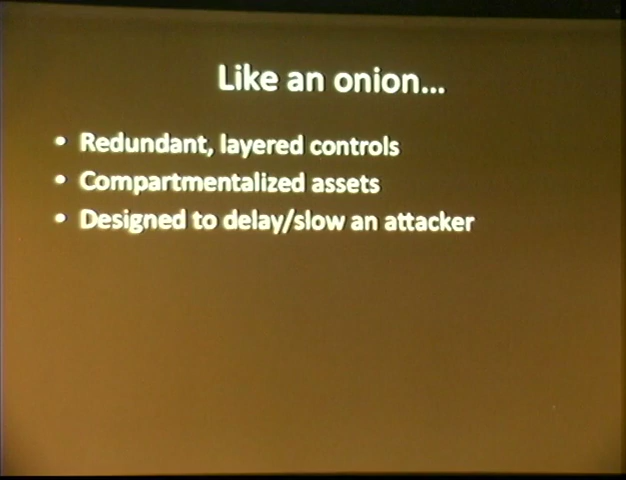 Like an onion...
• Redundant, layered controls
• Compartmentalized assets
• Designed to delay/slow an attacker